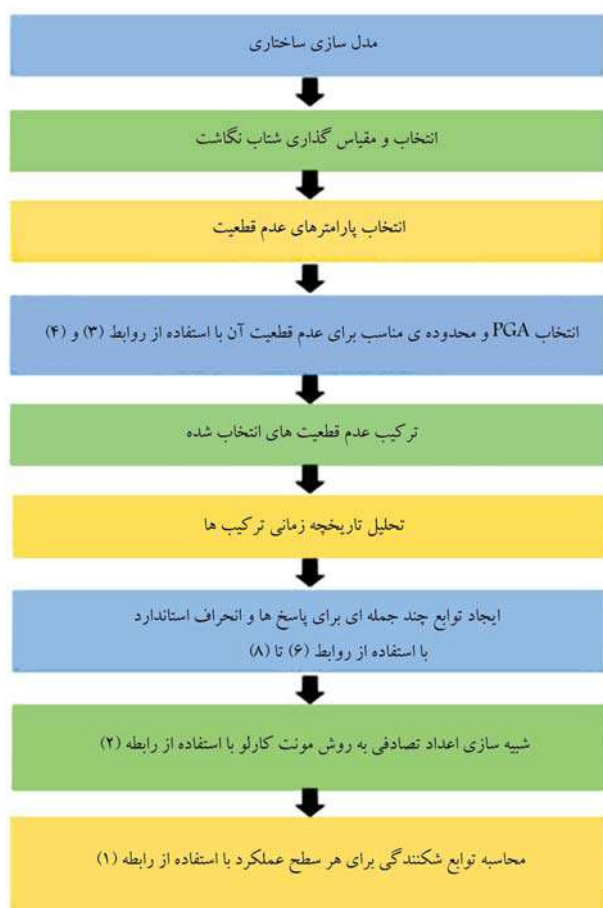 مدل سازی ساختاری
انتخاب و مقیاس گذاری شتاب نگاشت
انتخاب پارامترهای عدم قطعیت
انتخاب PGA و محدوده ی مناسب برای عدم قطعیت آن با استفاده از روابط (۳) و (۴)
ترکیب عدم قطعیت های انتخاب شده
تحلیل تاریخچه زمانی ترکیب ها
ایجاد توابع چند جمله ای برای پاسخ ها و انحراف استاندارد
با استفاده از روابط (۶) تا (۸)
شبیه سازی اعداد تصادفی به روش مونت کارلو با استفاده از رابطه (۲)
محاسبه توابع شکنندگی برای هر سطح عملکرد با استفاده از رابطه (۱)